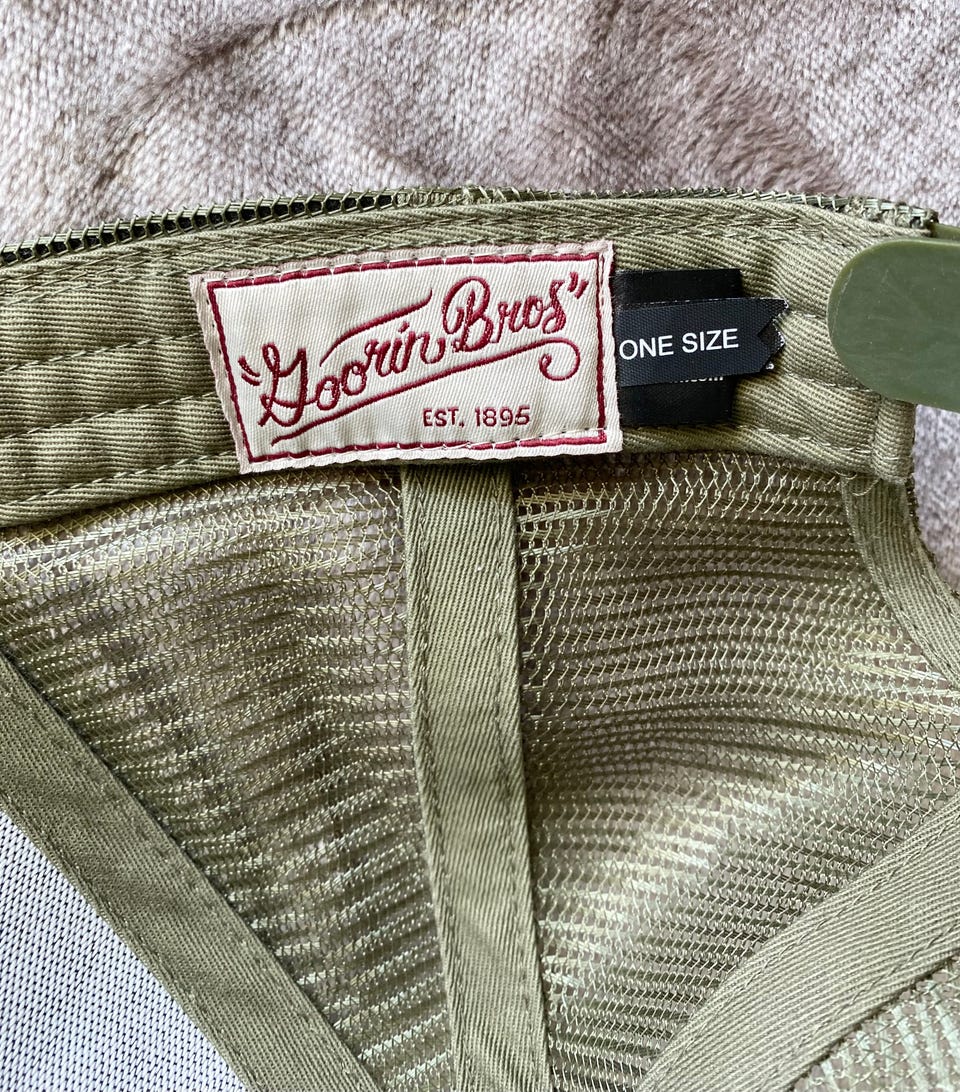 "Goorin Bros"
EST. 1895
ONE SIZE